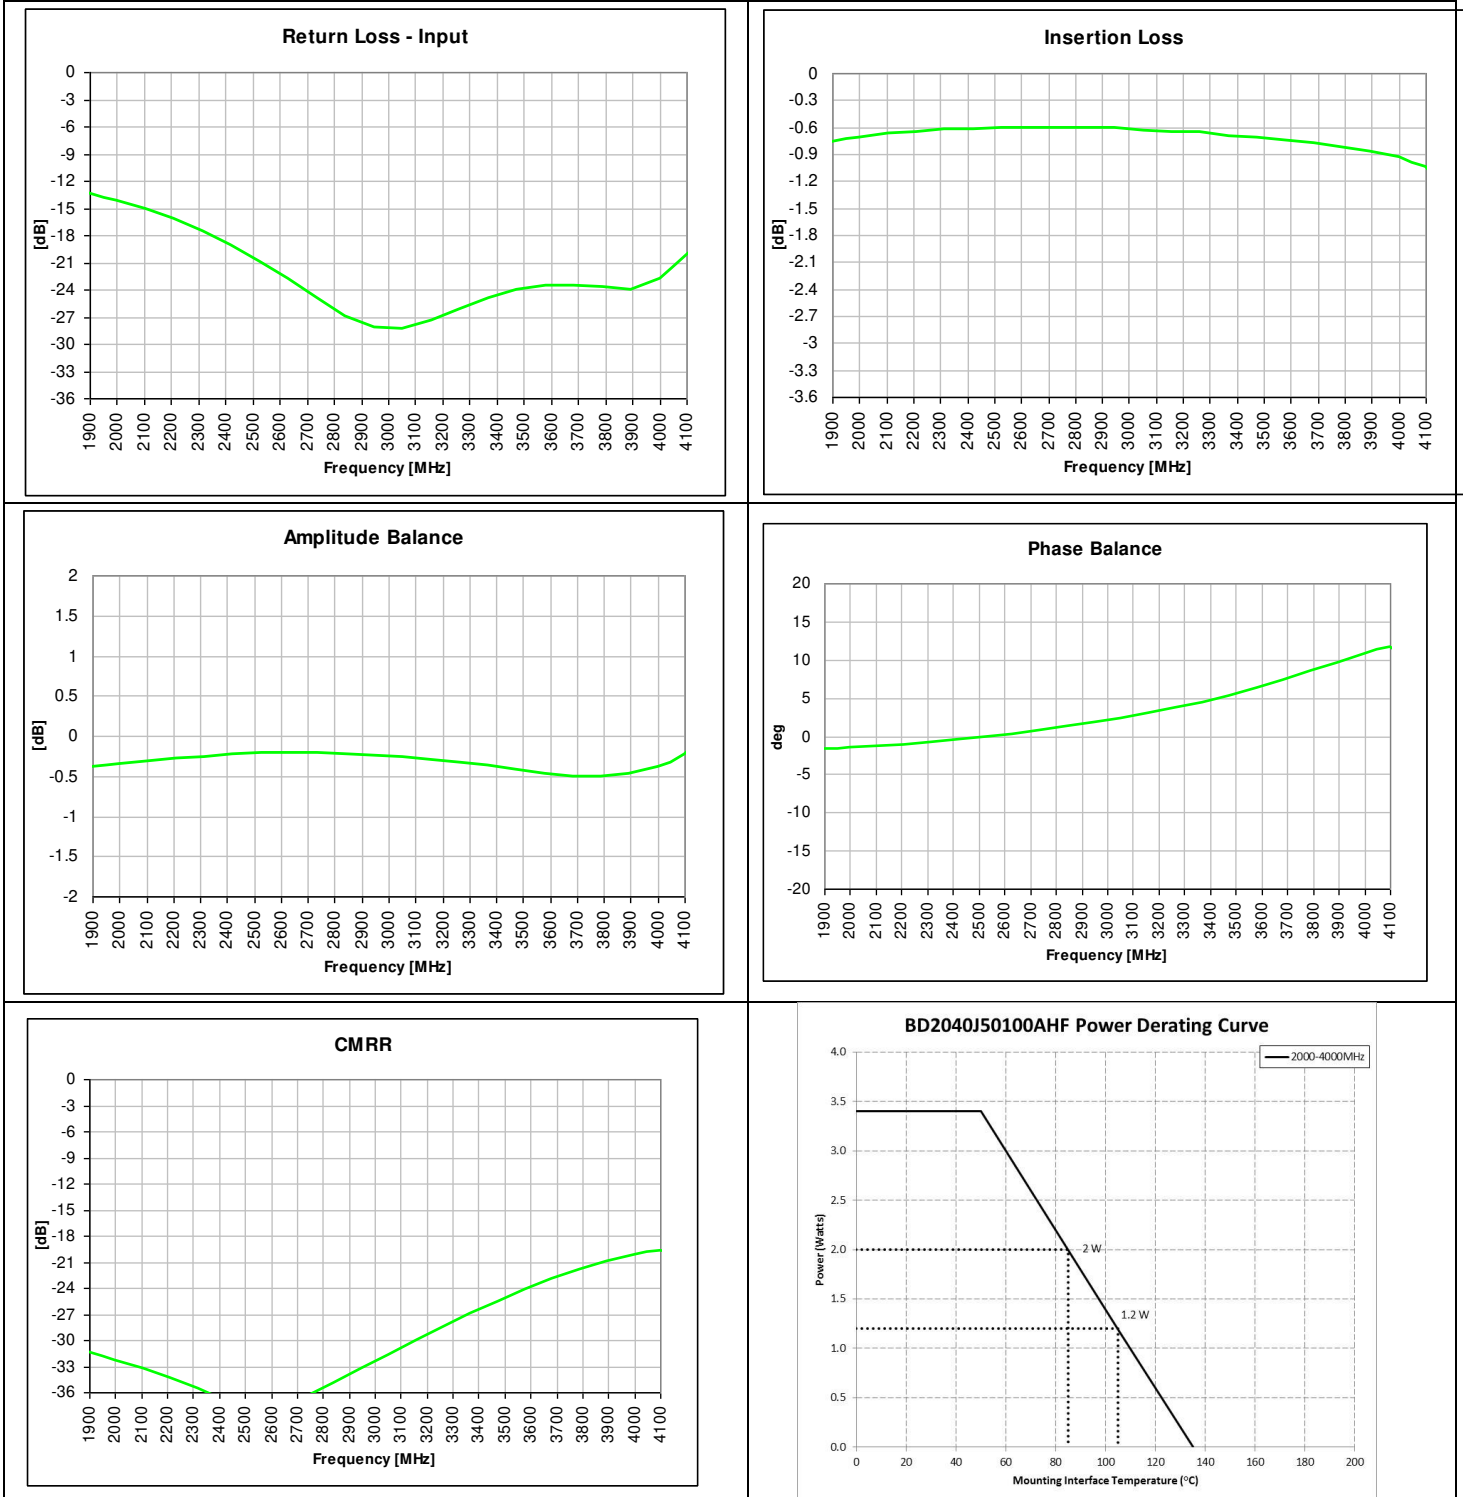 Return Loss - Input
0
-3
-6
-9
-12
-15
-18
-21
-24
-27
-30
-33
-36
[dB]
1900 2000 2100 2200 2300 2400 2500 2600 2700 2800 2900 3000 3100 3200 3300 3400 3500 3600 3700 3800 3900 4000 4100
Frequency [MHz]
Insertion Loss
0
-0.3
-0.6
-0.9
-1.2
-1.5
-1.8
-2.1
-2.4
-2.7
-3
-3.3
-3.6
[dB]
1900 2000 2100 2200 2300 2400 2500 2600 2700 2800 2900 3000 3100 3200 3300 3400 3500 3600 3700 3800 3900 4000 4100
Frequency [MHz]
Amplitude Balance
2
1.5
1
0.5
0
-0.5
-1
-1.5
-2
[dB]
1900 2000 2100 2200 2300 2400 2500 2600 2700 2800 2900 3000 3100 3200 3300 3400 3500 3600 3700 3800 3900 4000 4100
Frequency [MHz]
Phase Balance
20
15
10
5
0
-5
-10
-15
-20
deg
1900 2000 2100 2200 2300 2400 2500 2600 2700 2800 2900 3000 3100 3200 3300 3400 3500 3600 3700 3800 3900 4000 4100
Frequency [MHz]
CMRR
0
-3
-6
-9
-12
-15
-18
-21
-24
-27
-30
-33
-36
[dB]
1900 2000 2100 2200 2300 2400 2500 2600 2700 2800 2900 3000 3100 3200 3300 3400 3500 3600 3700 3800 3900 4000 4100
Frequency [MHz]
BD2040J50100AHF Power Derating Curve
2000-4000MHz
4.0
3.5
3.0
2.5
2.0
1.5
1.0
0.5
0.0
Power (Watts)
2 W
1.2 W
0 20 40 60 80 100 120 140 160 180 200
Mounting Interface Temperature (°C)